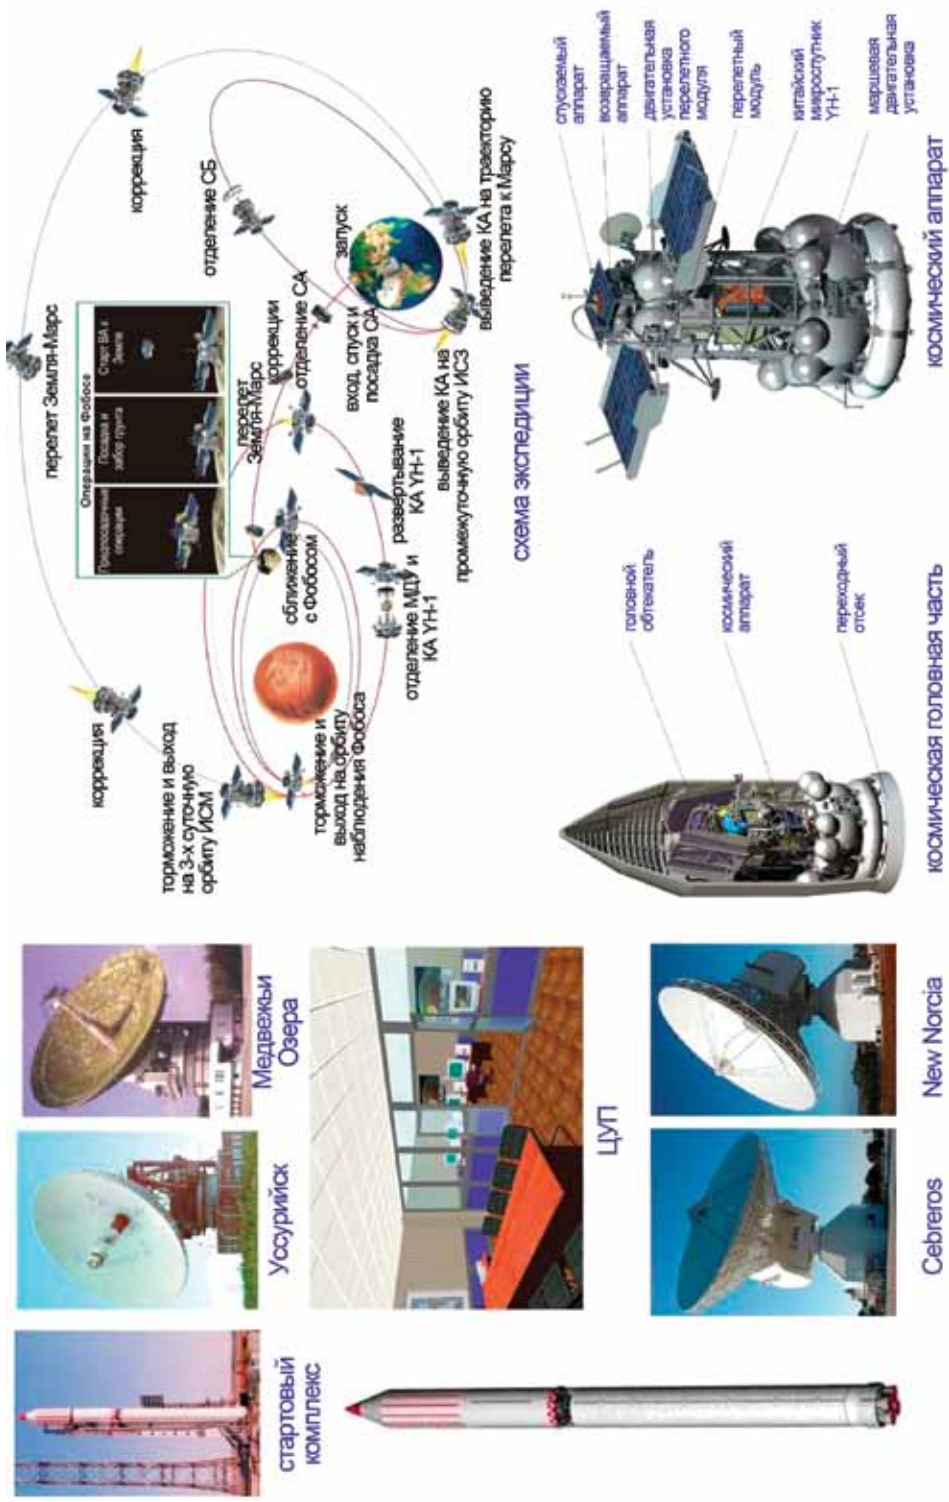 стартовый
комплекс
Уссурийск
Медвежьи
Озера
ЦУП
Cebreros
New Norcia
коррекция
перелет Земля-Марс
коррекция
торможение и выход
на 3-х суточную
орбиту ИСМ
Операции на Фобосе
Предпосадочные
операции
Посадка и
забор грунта
Старт ВА к
Земле
отделение СБ
перелет
Земля-Марс
коррекции
отделение СА
запуск
вход, спуск и
посадка СА
сближение
с Фобосом
торможение и
выход на орбиту
наблюдения Фобоса
отделение МДУ и
КА YH-1
развертывание
КА YH-1
выведение КА на
промежуточную орбиту ИСЗ
выведение КА на траекторию
перелета к Марсу
схема экспедиции
головной
обтекатель
космический
аппарат
переходный
отсек
космическая головная часть
спускаемый
аппарат
возвращаемый
аппарат
двигательная
установка
перелетного
модуля
перелетный
модуль
китайский
микроспутник
YH-1
маршевая
двигательная
установка
космический аппарат